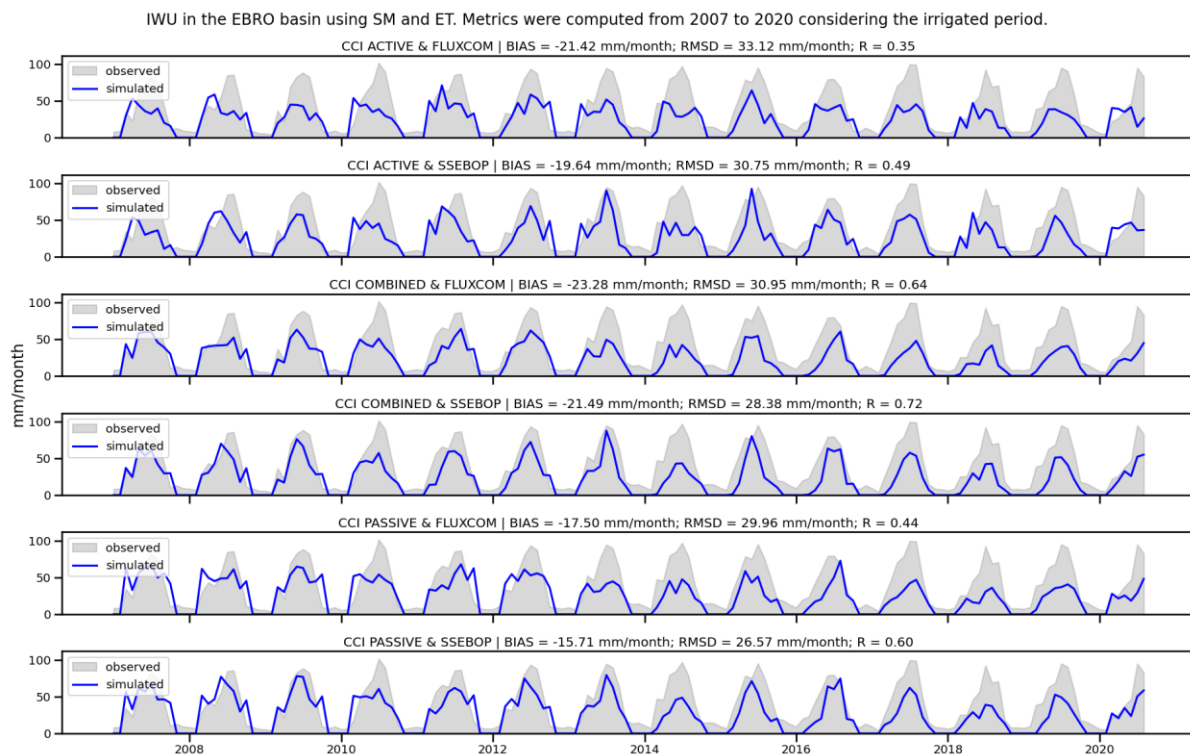 IWU in the EBRO basin using SM and ET. Metrics were computed from 2007 to 2020 considering the irrigated period.
CCI ACTIVE & FLUXCOM | BIAS = -21.42 mm/month; RMSD = 33.12 mm/month; R = 0.35
100
50
0
observed
simulated
CCI ACTIVE & SSEBOP | BIAS = -19.64 mm/month; RMSD = 30.75 mm/month; R = 0.49
100
50
0
observed
simulated
CCI COMBINED & FLUXCOM | BIAS = -23.28 mm/month; RMSD = 30.95 mm/month; R = 0.64
100
50
0
observed
simulated
mm/month
CCI COMBINED & SSEBOP | BIAS = -21.49 mm/month; RMSD = 28.38 mm/month; R = 0.72
100
50
0
observed
simulated
CCI PASSIVE & FLUXCOM | BIAS = -17.50 mm/month; RMSD = 29.96 mm/month; R = 0.44
100
50
0
observed
simulated
CCI PASSIVE & SSEBOP | BIAS = -15.71 mm/month; RMSD = 26.57 mm/month; R = 0.60
100
50
0
observed
simulated
2008 2010 2012 2014 2016 2018 2020